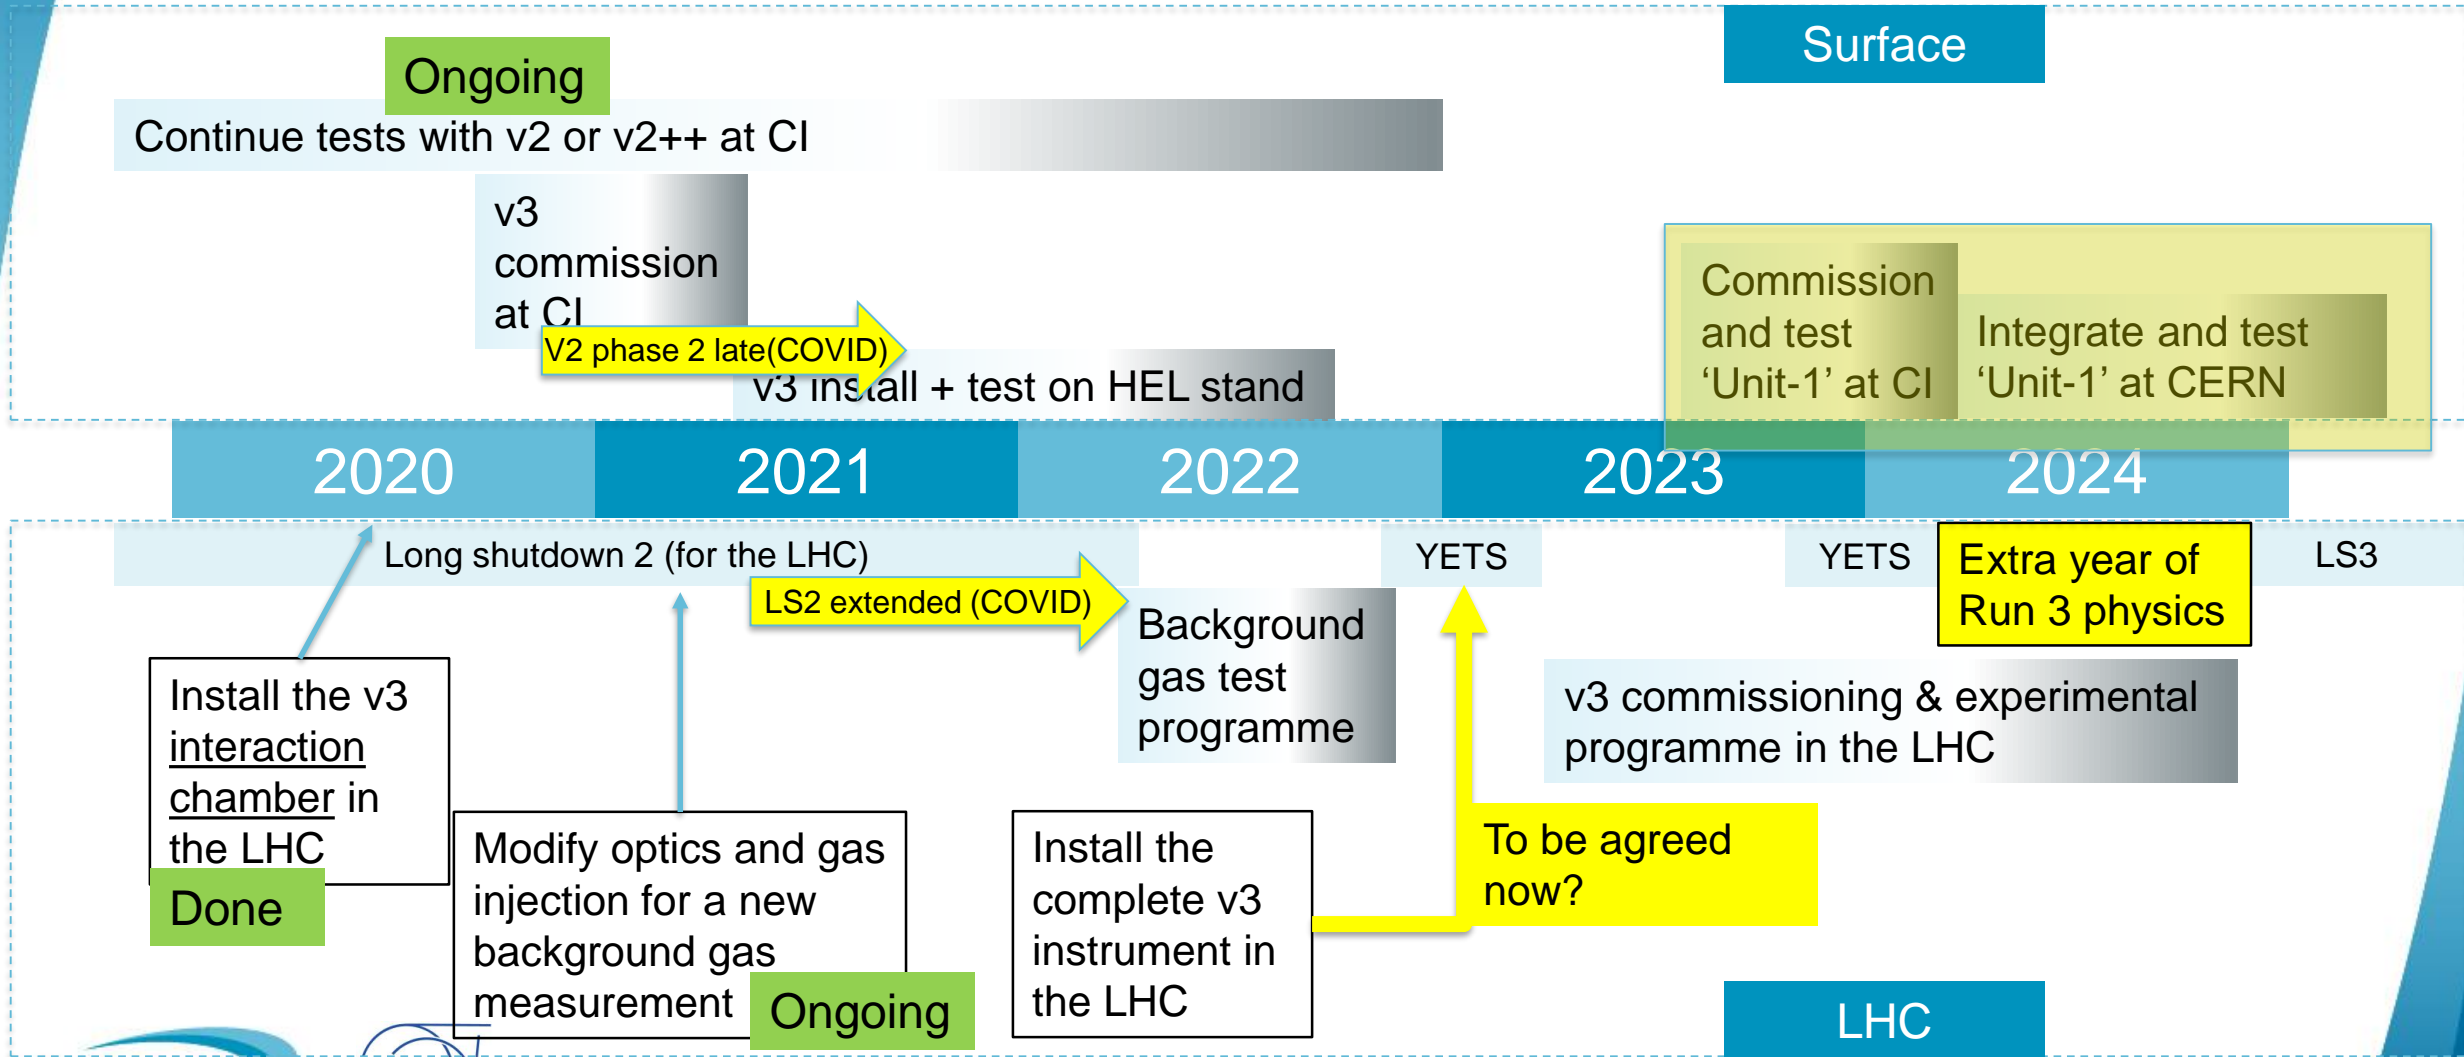 Surface
Ongoing
Continue tests with v2 or v2++ at CI
v3
commission
at CI
V2 phase 2 late(COVID)
v3 install + test on HEL stand
Commission
and test
‘Unit-1’ at CI
Integrate and test
‘Unit-1’ at CERN
2020
2021
2022
2023
2024
Long shutdown 2 (for the LHC)
YETS
YETS
Extra year of
Run 3 physics
LS3
LS2 extended (COVID)
Background
gas test
programme
Install the v3
interaction
chamber in
the LHC
Done
v3 commissioning & experimental
programme in the LHC
Modify optics and gas
injection for a new
background gas
measurement
Ongoing
Install the
complete v3
instrument in
the LHC
To be agreed
now?
LHC